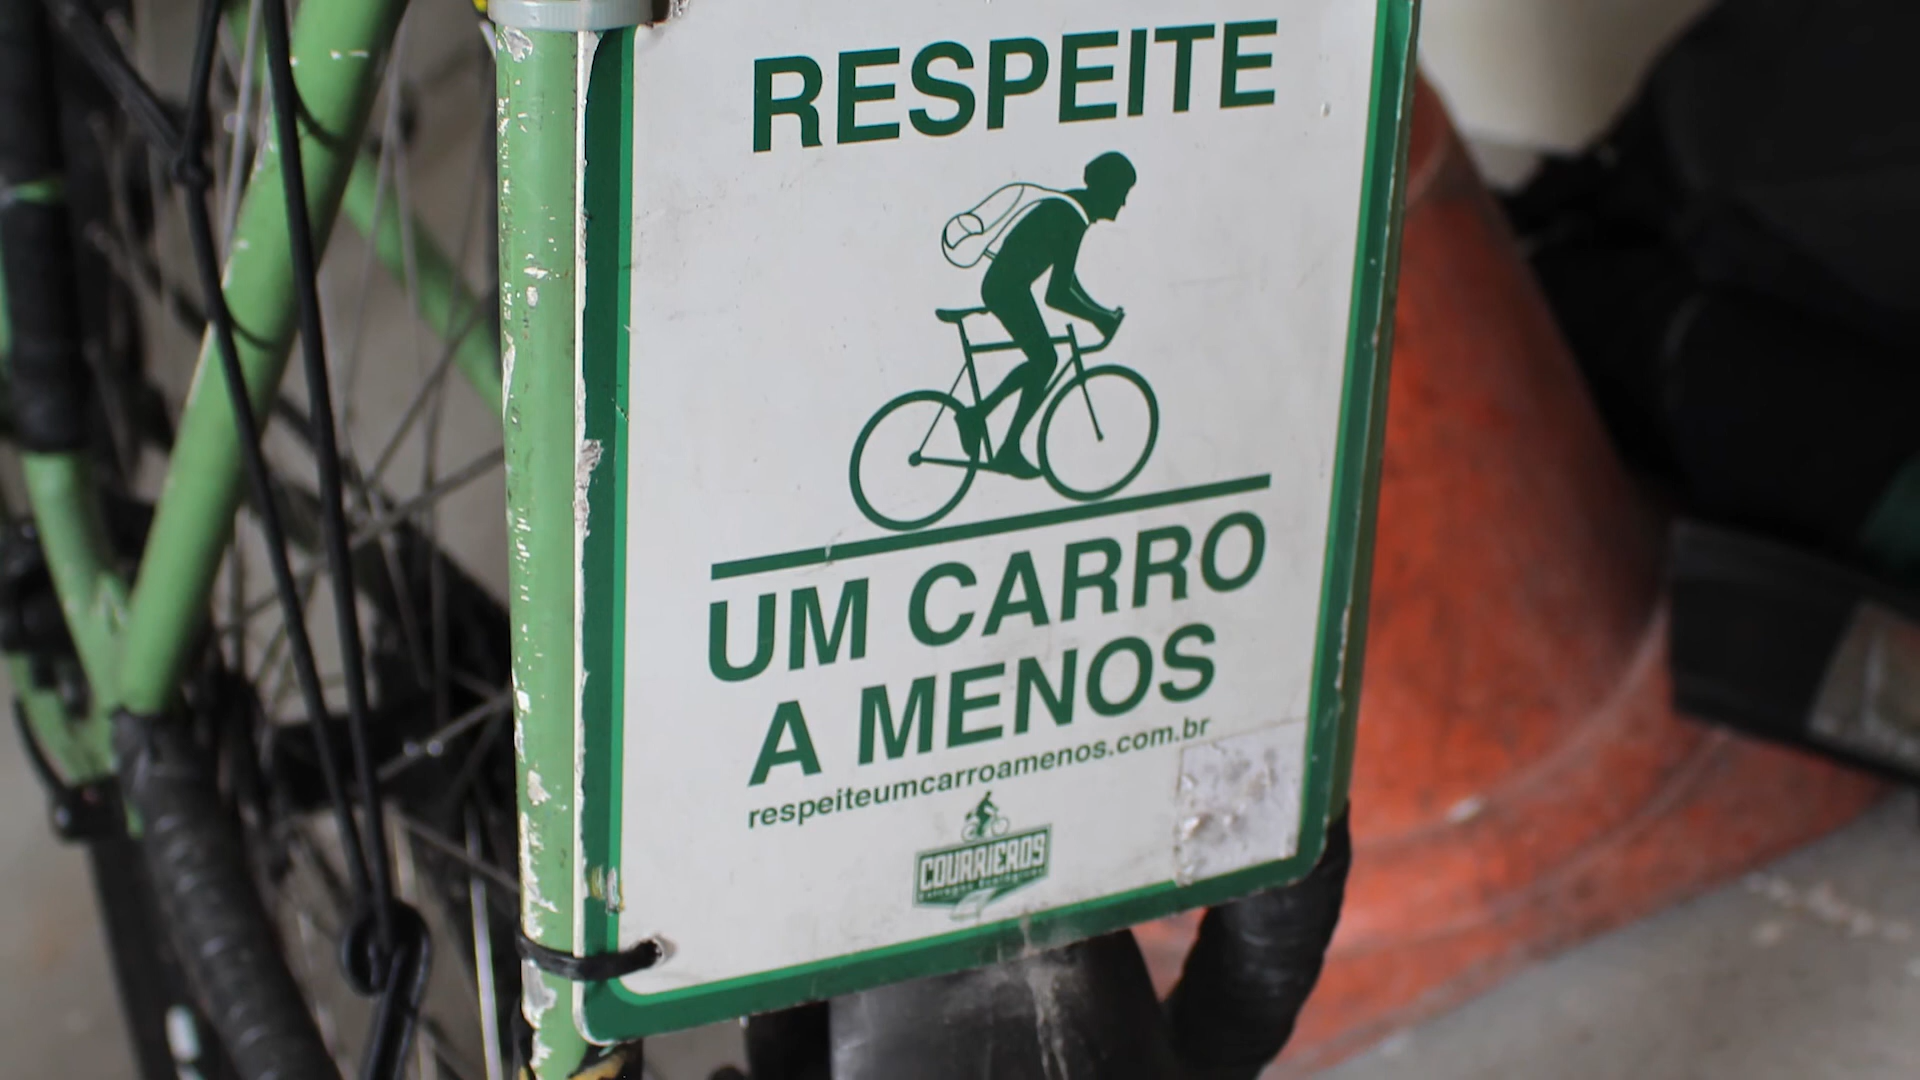 RESPEITE
UM CARRO
A MENOS
respeiteumcarroamenos.com.br
COURRIEROS